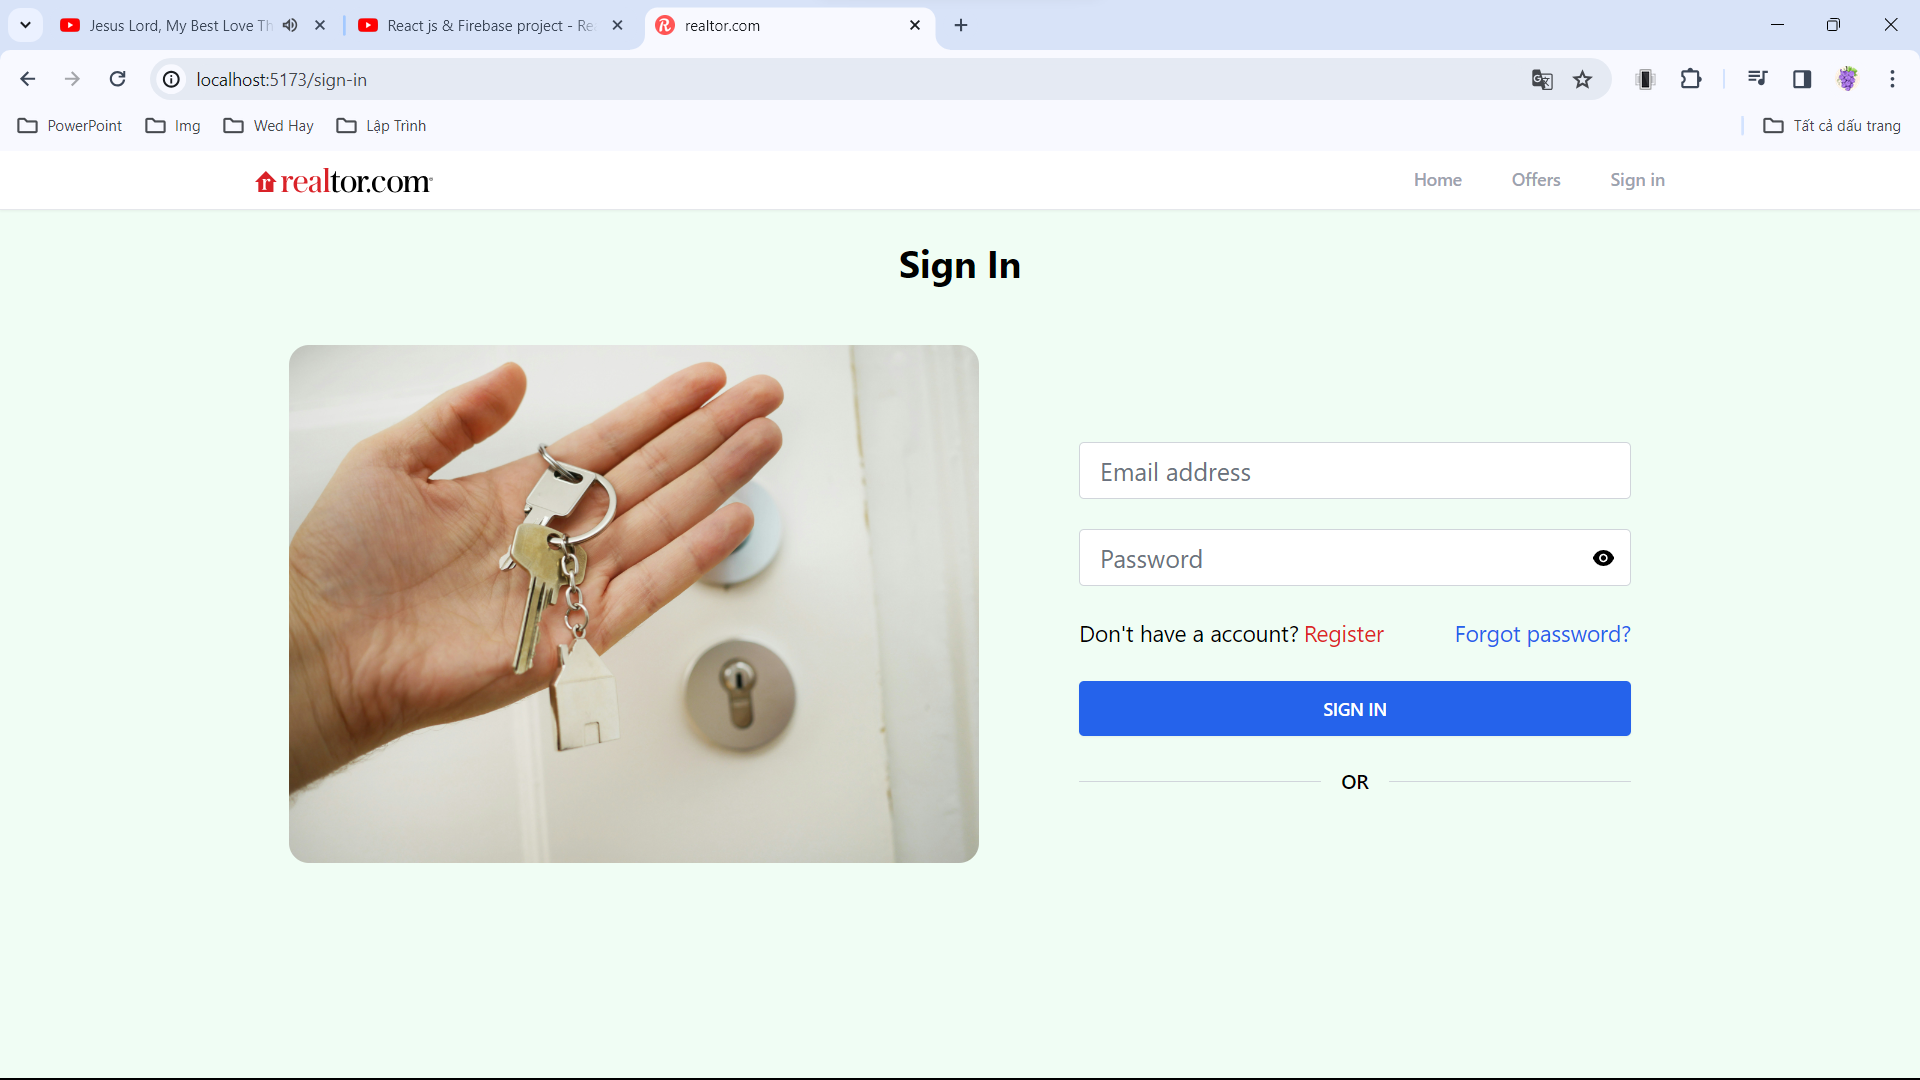 Jesus Lord, My Best Love Th
React js & Firebase project - Re
realtor.com
localhost:5173/sign-in
PowerPoint
Img
Wed Hay
Lập Trình
Tất cả dấu trang
realtor.com
Home
Offers
Sign in
Sign In
Email address
Password
Don't have a account? Register
Forgot password?
SIGN IN
OR